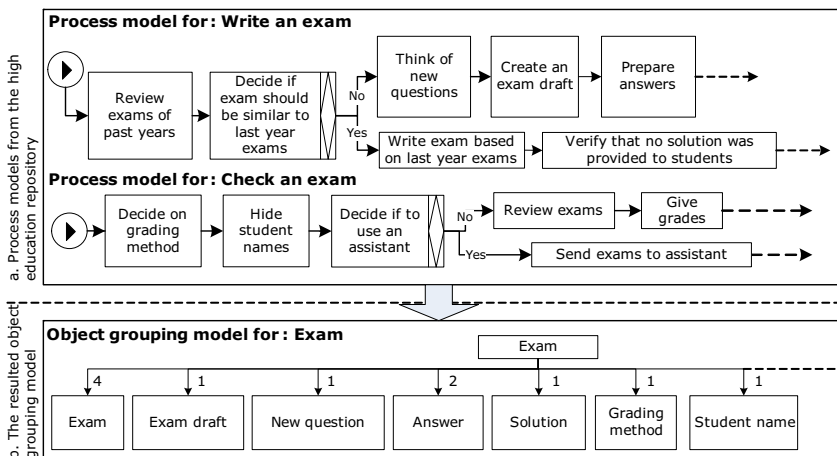 a. Process models from the high
education repository
Process model for: Write an exam
Review
exams of
past years
Decide if
exam should
be similar to
last year
exams
No
Yes
Think of
new
questions
Create an
exam draft
Prepare
answers
Write exam based
on last year exams
Verify that no solution was
provided to students
Process model for: Check an exam
Decide on
grading
method
Hide
student
names
Decide if to
use an
assistant
No
Yes
Review exams
Give
grades
Send exams to assistant
b. The resulted object
grouping model
Object grouping model for: Exam
Exam
4
1
1
2
1
1
1
Exam
Exam draft
New question
Answer
Solution
Grading
method
Student name